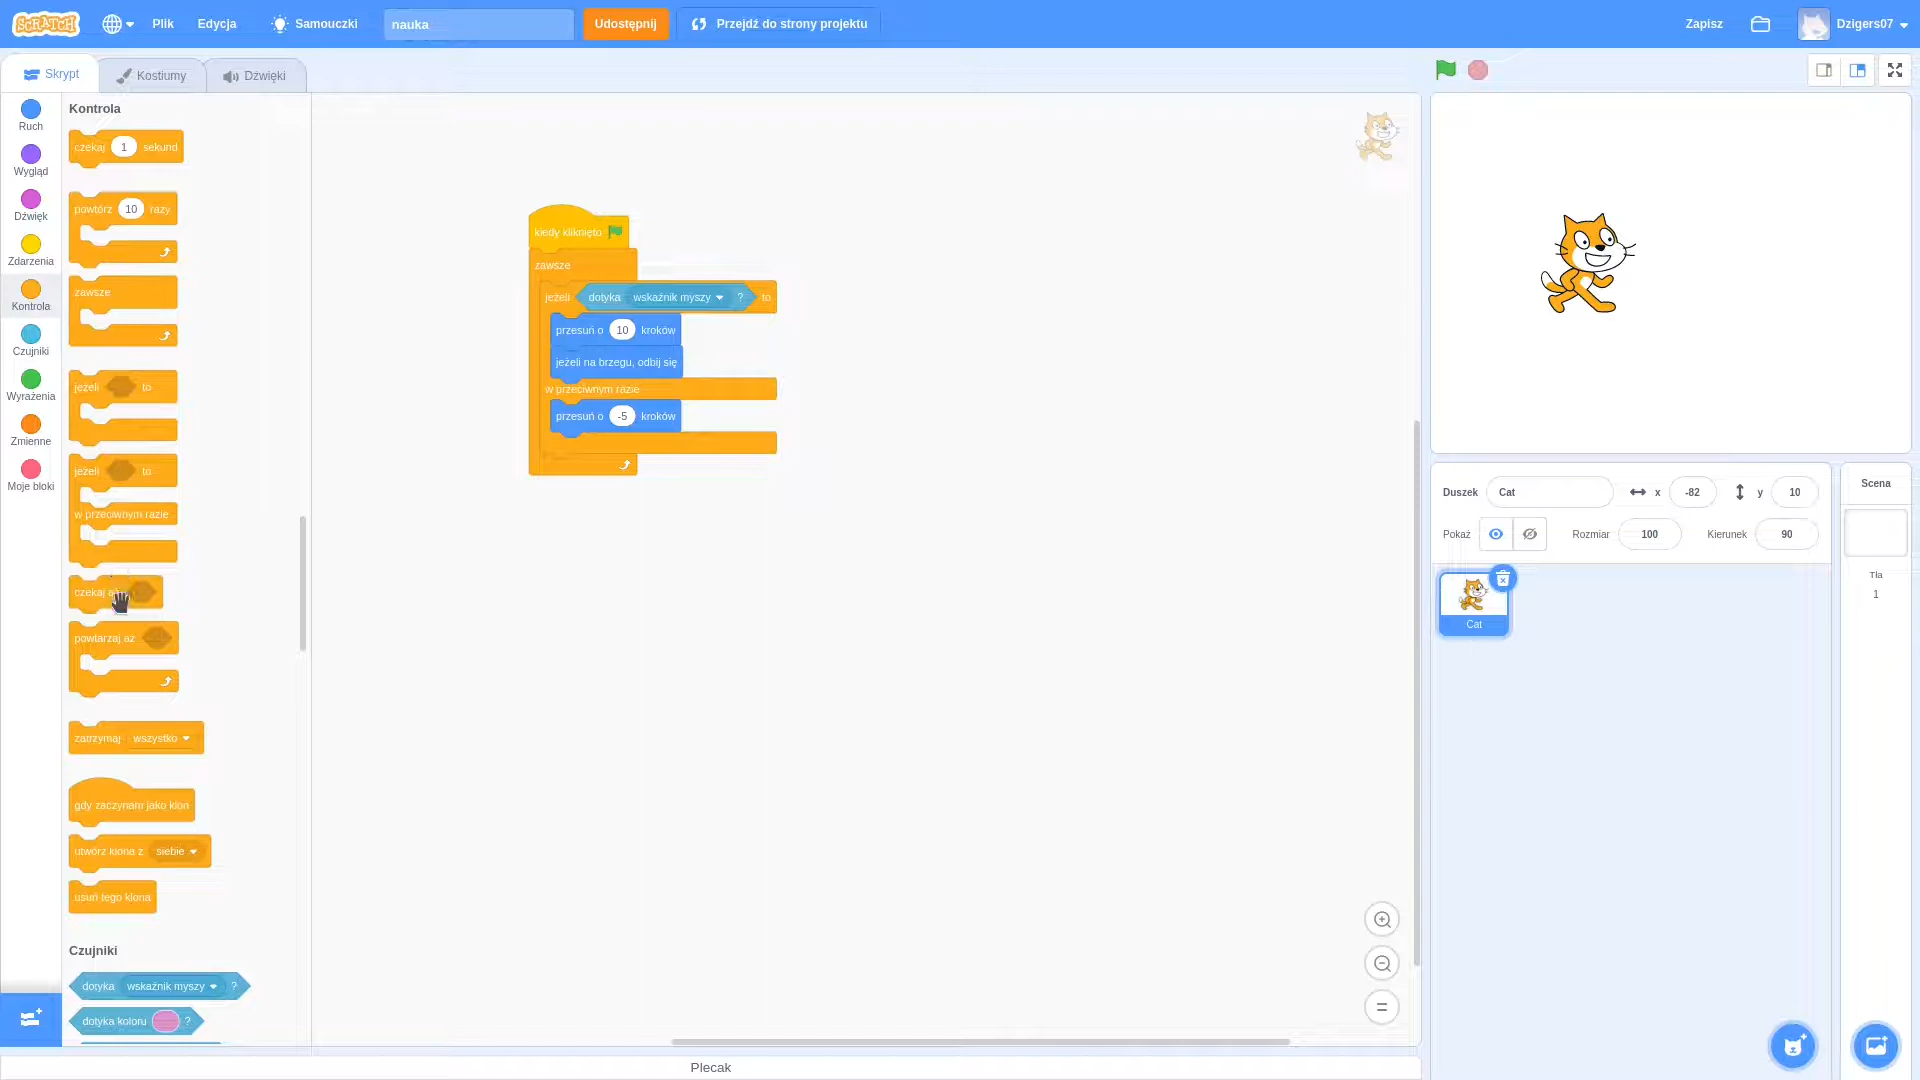 SCRATCH
Plik
Edycja
Samouczki
nauka
Udostępnij
Przejdź do strony projektu
Zapisz
Dzigers07
Skrypt
Kostiumy
Dźwięki
Ruch
Wygląd
Dźwięk
Zdarzenia
Kontrola
Czujniki
Wyrażenia
Zmienne
Moje bloki
Kontrola
czekaj 1 sekund
powtórz 10 razy
zawsze
jeżeli to
jeżeli to
w przeciwnym razie
czekaj aż
powtarzaj aż
zatrzymaj wszystko
gdy zaczynam jako klon
utwórz klona z siebie
usuń tego klona
Czujniki
dotyka wskaźnik myszy ?
dotyka koloru ?
kiedy kliknięto
zawsze
jeżeli dotyka wskaźnik myszy ? to
przesuń o 10 kroków
jeżeli na brzegu, odbij się
w przeciwnym razie
przesuń o -5 kroków
Duszek
Cat
x -82
y 10
Pokaż
Rozmiar 100
Kierunek 90
Cat
Scena
Tła
1
Plecak